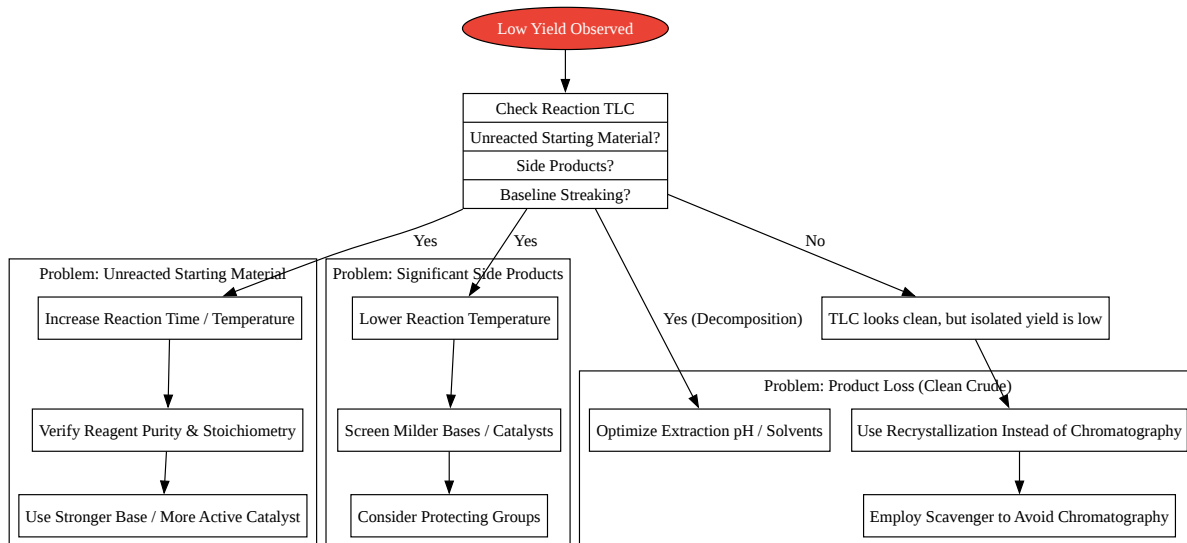 Low Yield Observed
Check Reaction TLC
Unreacted Starting Material?
Side Products?
Baseline Streaking?
Yes
Yes
No
Problem: Unreacted Starting Material
Problem: Significant Side Products
Increase Reaction Time / Temperature
Lower Reaction Temperature
Yes (Decomposition)
TLC looks clean, but isolated yield is low
Problem: Product Loss (Clean Crude)
Verify Reagent Purity & Stoichiometry
Screen Milder Bases / Catalysts
Optimize Extraction pH / Solvents
Use Recrystallization Instead of Chromatography
Use Stronger Base / More Active Catalyst
Consider Protecting Groups
Employ Scavenger to Avoid Chromatography